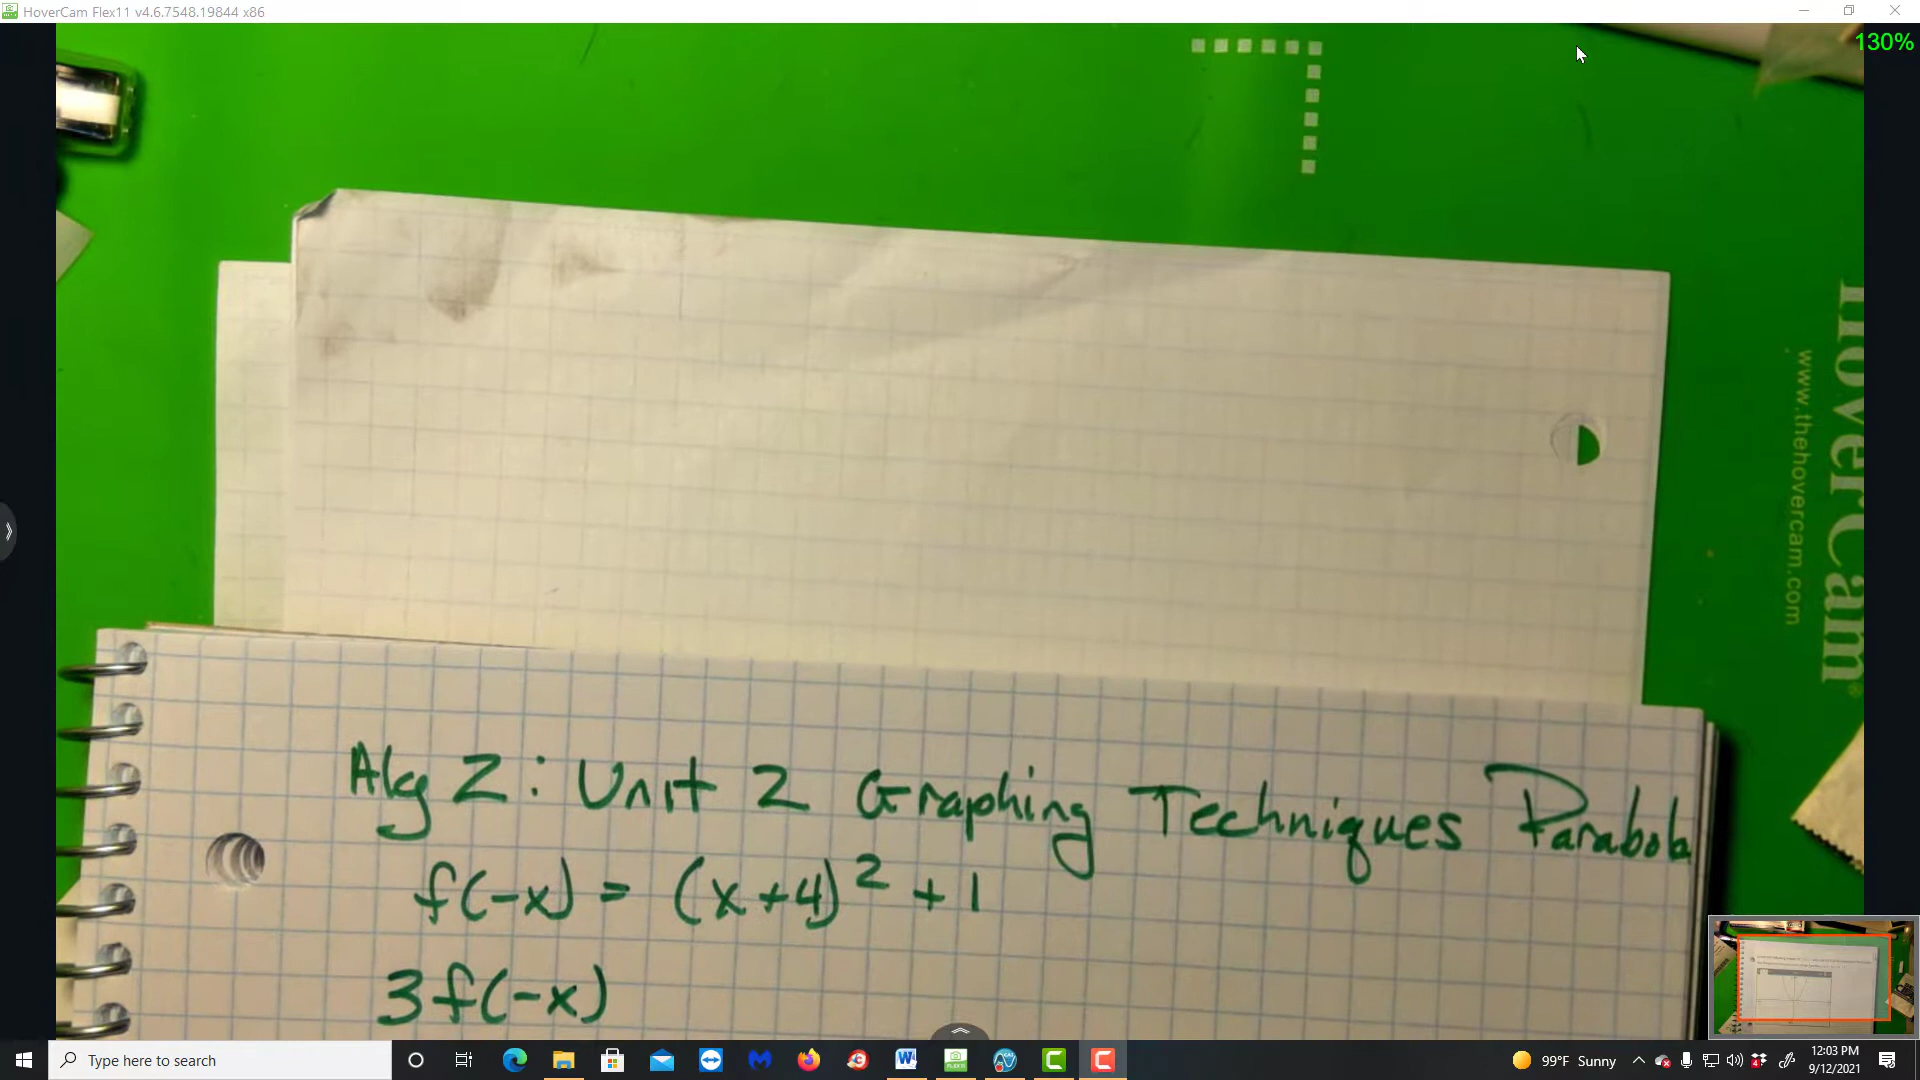 HoverCam Flex11 v4.6.7548.19844 x86
130%
HoverCam
www.thehovercam.com
Alg 2: Unit 2 Graphing Techniques Parabola
f(-x) = (x+4)² + 1
3f(-x)
Type here to search
99°F Sunny
12:03 PM
9/12/2021